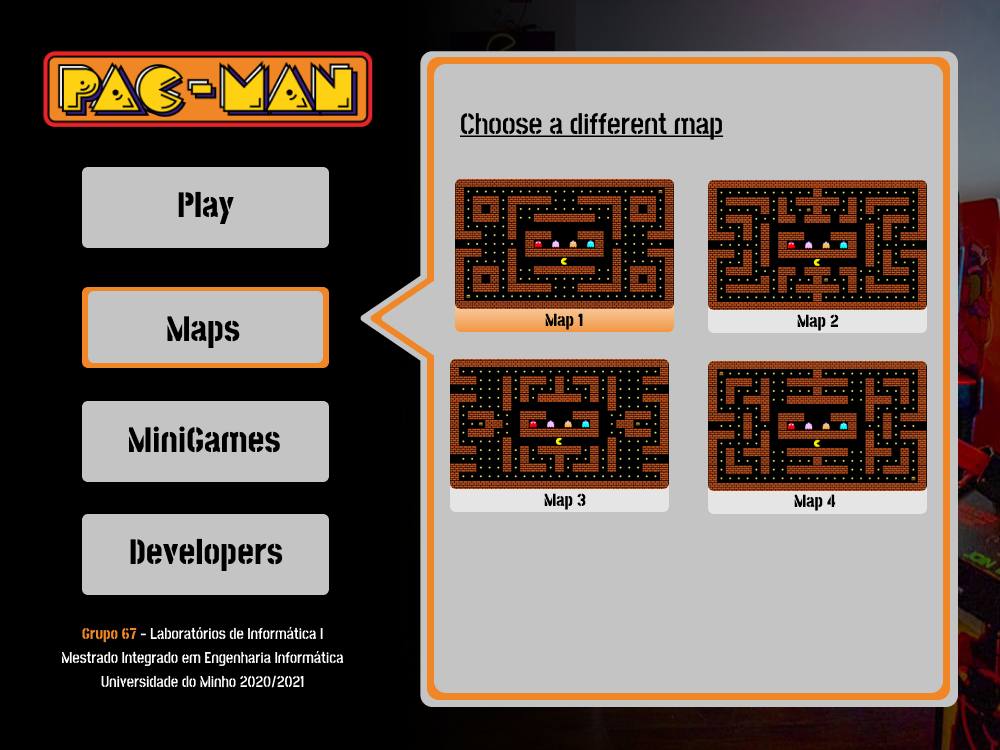 PAC-MAN
Play
Maps
MiniGames
Developers
Grupo 67 - Laboratórios de Informática I
Mestrado Integrado em Engenharia Informática
Universidade do Minho 2020/2021
Choose a different map
Map 1
Map 2
Map 3
Map 4